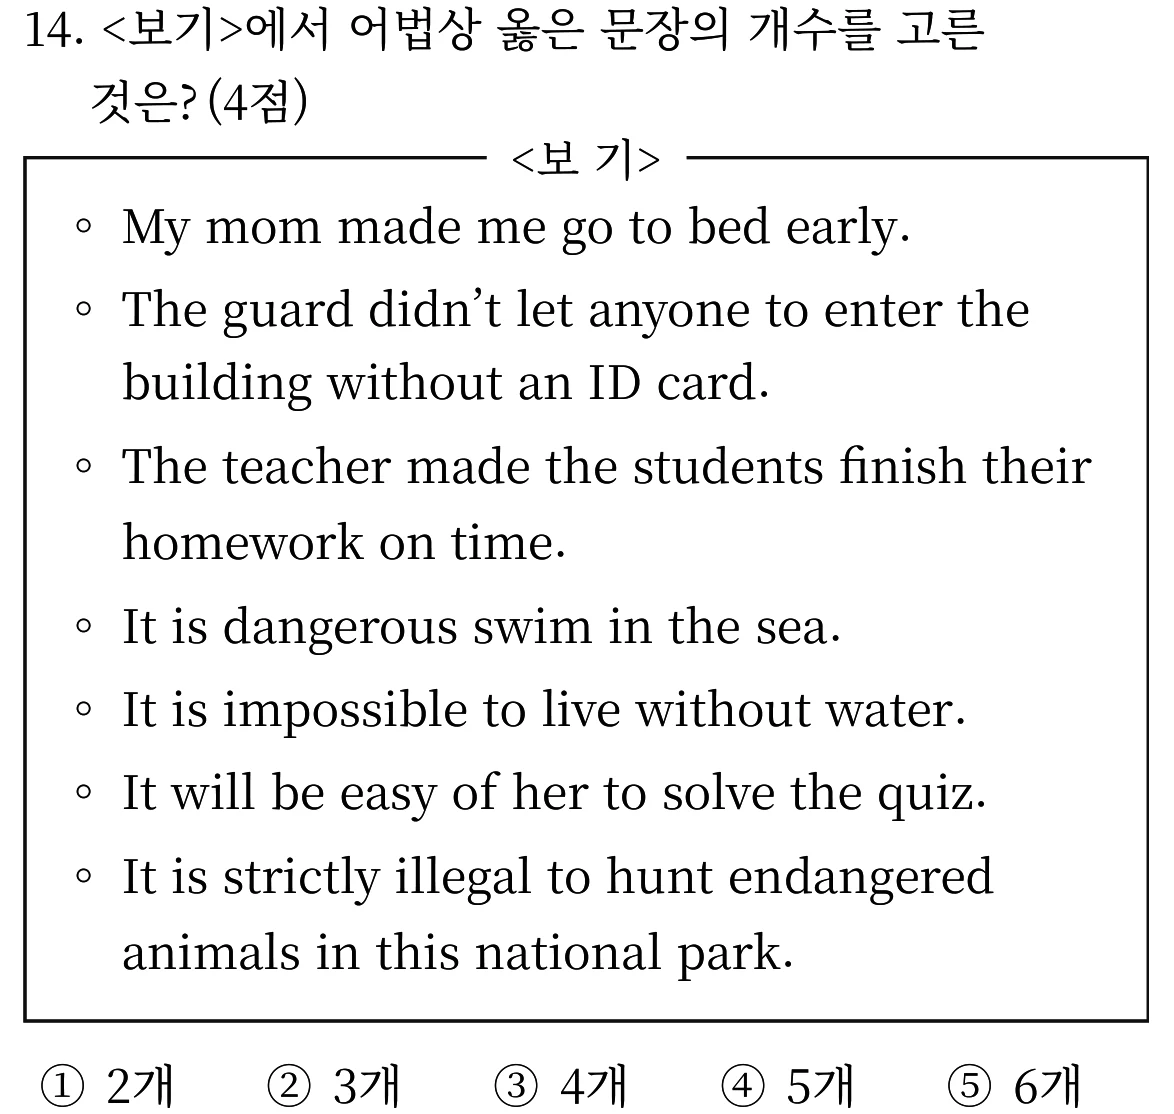 14. <보기>에서 어법상 옳은 문장의 개수를 고른
것은? (4점)
<보 기>
◦ My mom made me go to bed early.
◦ The guard didn’t let anyone to enter the
building without an ID card.
◦ The teacher made the students finish their
homework on time.
◦ It is dangerous swim in the sea.
◦ It is impossible to live without water.
◦ It will be easy of her to solve the quiz.
◦ It is strictly illegal to hunt endangered
animals in this national park.
① 2개 ② 3개 ③ 4개 ④ 5개 ⑤ 6개